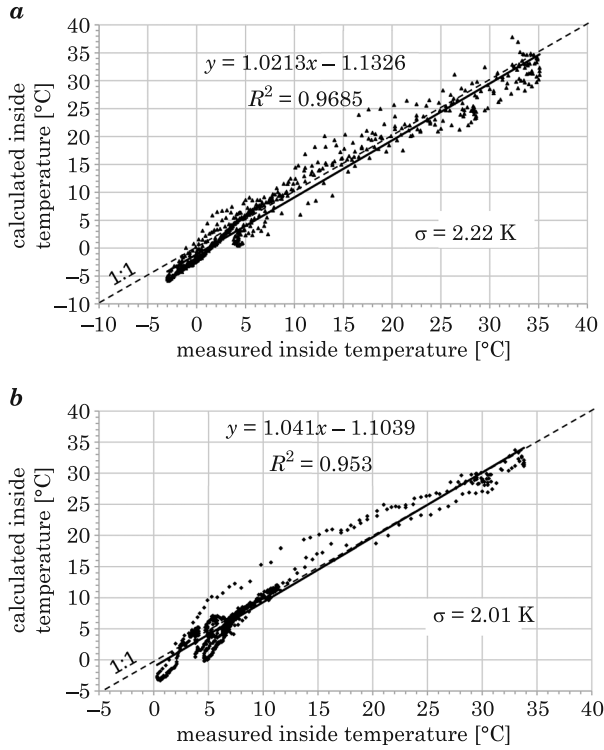 a
calculated inside
temperature [°C]
40
35
30
25
20
15
10
5
0
−5
−10
y = 1.0213x − 1.1326
R² = 0.9685
σ = 2.22 K
1:1
−10 −5 0 5 10 15 20 25 30 35 40
measured inside temperature [°C]
b
calculated inside
temperature [°C]
40
35
30
25
20
15
10
5
0
−5
y = 1.041x − 1.1039
R² = 0.953
σ = 2.01 K
1:1
−5 0 5 10 15 20 25 30 35 40
measured inside temperature [°C]